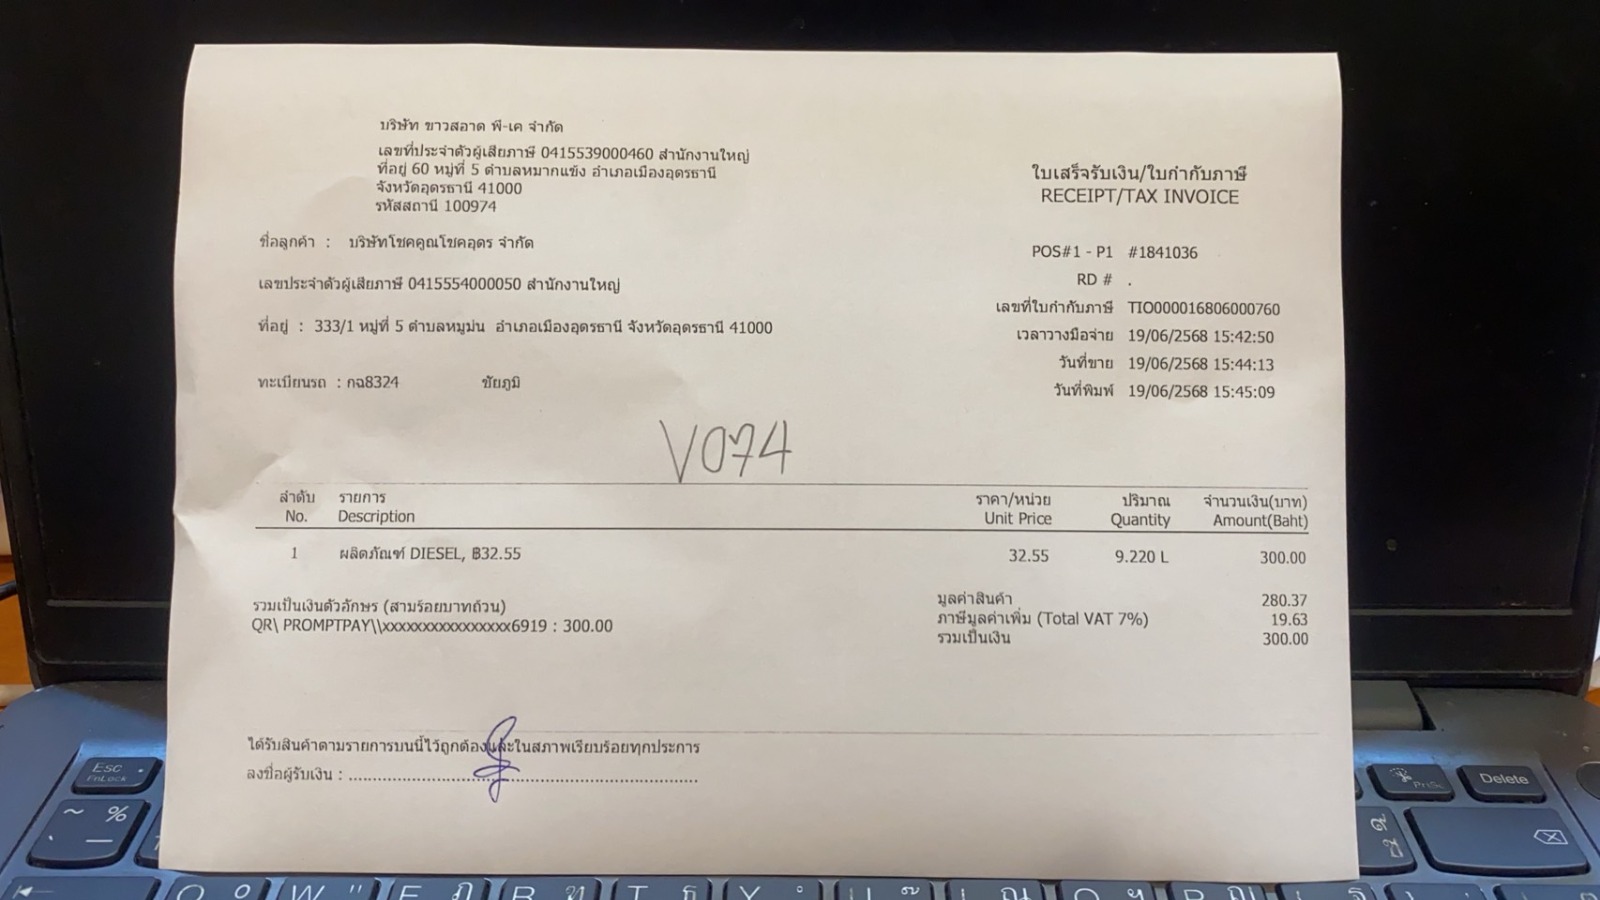 บริษัท ขาวสอาด พี-เค จำกัด
เลขที่ประจำตัวผู้เสียภาษี 0415539000460 สำนักงานใหญ่
ที่อยู่ 60 หมู่ที่ 5 ตำบลหมากแข้ง อำเภอเมืองอุดรธานี
จังหวัดอุดรธานี 41000
รหัสสถานี 100974
ใบเสร็จรับเงิน/ใบกำกับภาษี
RECEIPT/TAX INVOICE
ชื่อลูกค้า : บริษัทโชคคูณโชคอุดร จำกัด
เลขประจำตัวผู้เสียภาษี 0415554000050 สำนักงานใหญ่
ที่อยู่ : 333/1 หมู่ที่ 5 ตำบลหมูม่น อำเภอเมืองอุดรธานี จังหวัดอุดรธานี 41000
ทะเบียนรถ : กฉ8324 ชัยภูมิ
POS#1 - P1 #1841036
RD # .
เลขที่ใบกำกับภาษี TIO000016806000760
เวลาวางมือจ่าย 19/06/2568 15:42:50
วันที่ขาย 19/06/2568 15:44:13
วันที่พิมพ์ 19/06/2568 15:45:09
V074
ลำดับ รายการ ราคา/หน่วย ปริมาณ จำนวนเงิน(บาท)
No. Description Unit Price Quantity Amount(Baht)
1 ผลิตภัณฑ์ DIESEL, ฿32.55 32.55 9.220 L 300.00
รวมเป็นเงินตัวอักษร (สามร้อยบาทถ้วน)
QR\ PROMPTPAY\\xxxxxxxxxxxxxxxx6919 : 300.00
มูลค่าสินค้า 280.37
ภาษีมูลค่าเพิ่ม (Total VAT 7%) 19.63
รวมเป็นเงิน 300.00
ได้รับสินค้าตามรายการบนนี้ไว้ถูกต้องและในสภาพเรียบร้อยทุกประการ
ลงชื่อผู้รับเงิน : ........................................................................
Esc
FnLock
PrtSc
Delete
~ %